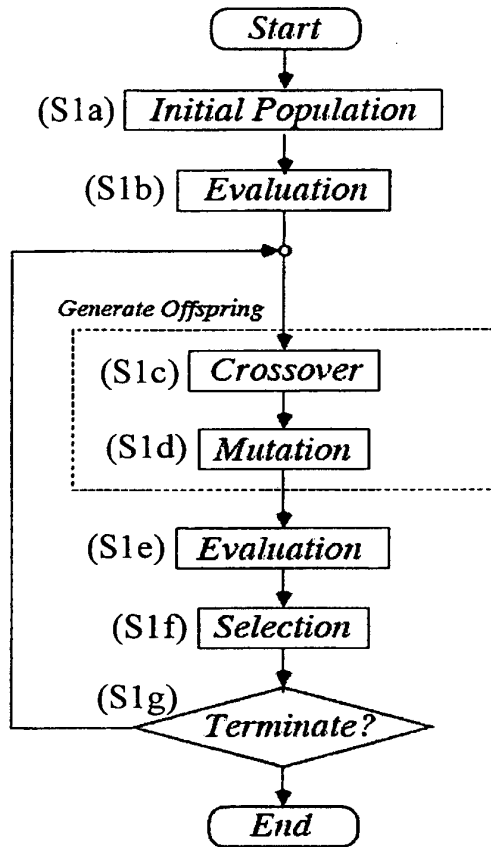 Start
(S1a) Initial Population
(S1b) Evaluation
Generate Offspring
(S1c) Crossover
(S1d) Mutation
(S1e) Evaluation
(S1f) Selection
(S1g) Terminate?
End